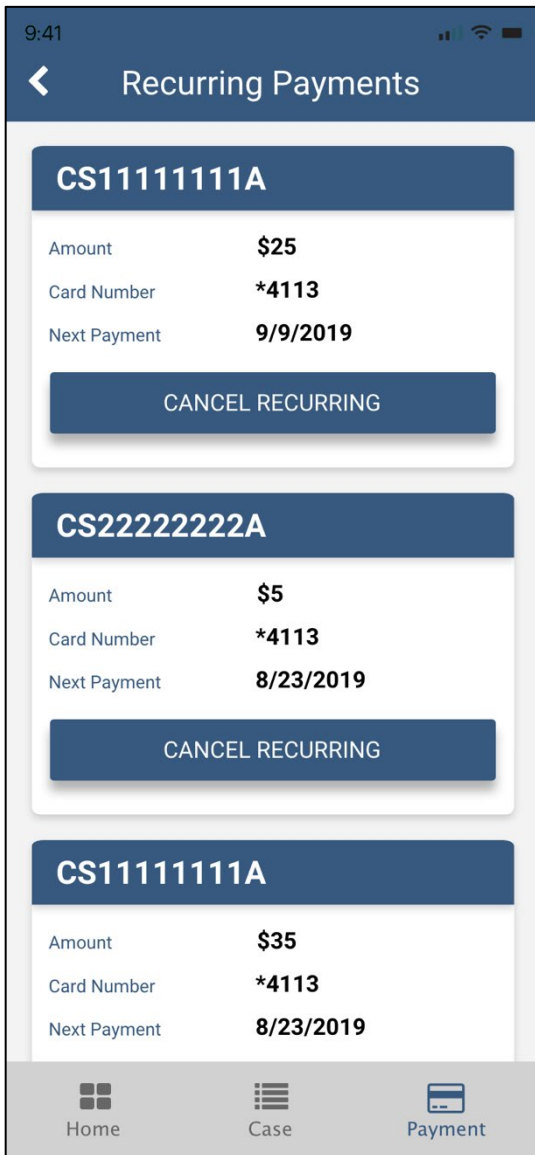 9:41
Recurring Payments
CS11111111A
Amount $25
Card Number *4113
Next Payment 9/9/2019
CANCEL RECURRING
CS22222222A
Amount $5
Card Number *4113
Next Payment 8/23/2019
CANCEL RECURRING
CS11111111A
Amount $35
Card Number *4113
Next Payment 8/23/2019
Home Case Payment